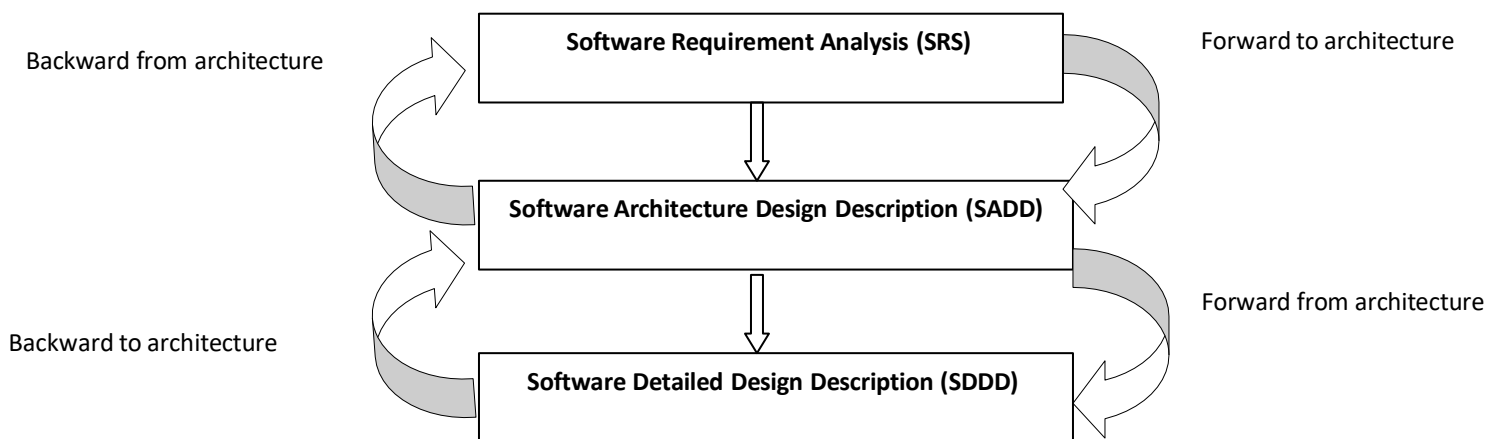 Software Requirement Analysis (SRS)
Forward to architecture
Backward from architecture
Software Architecture Design Description (SADD)
Forward from architecture
Backward to architecture
Software Detailed Design Description (SDDD)